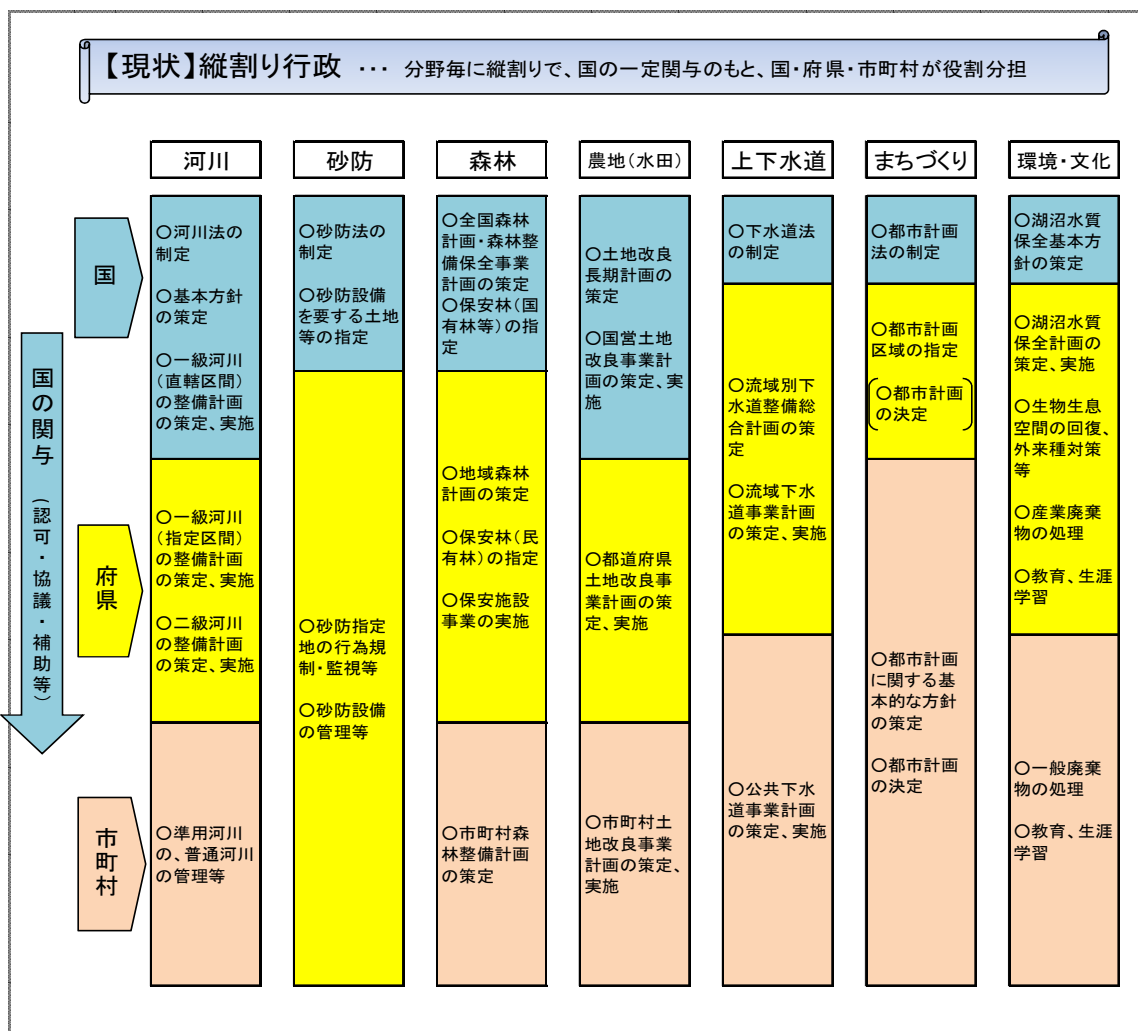 【現状】縦割り行政 … 分野毎に縦割りで、国の一定関与のもと、国・府県・市町村が役割分担
河川
砂防
森林
農地(水田)
上下水道
まちづくり
環境・文化
国
府県
市町村
国の関与
(認可・協議・補助等)
○河川法の
制定
○基本方針
の策定
○一級河川
(直轄区間)
の整備計画
の策定、実施
○一級河川
(指定区間)
の整備計画
の策定、実施
○二級河川
の整備計画
の策定、実施
○準用河川
の、普通河川
の管理等
○砂防法の
制定
○砂防設備
を要する土地
等の指定
○砂防指定
地の行為規
制・監視等
○砂防設備
の管理等
○全国森林
計画・森林整
備保全事業
計画の策定
○保安林(国
有林等)の指
定
○地域森林
計画の策定
○保安林(民
有林)の指定
○保安施設
事業の実施
○市町村森
林整備計画
の策定
○土地改良
長期計画の
策定
○国営土地
改良事業計
画の策定、実
施
○都道府県
土地改良事
業計画の策
定、実施
○市町村土
地改良事業
計画の策定、
実施
○下水道法
の制定
○流域別下
水道整備総
合計画の策
定
○流域下水
道事業計画
の策定、実施
○公共下水
道事業計画
の策定、実施
○都市計画
法の制定
○都市計画
区域の指定
(○都市計画
の決定)
○都市計画
に関する基
本的な方針
の策定
○都市計画
の決定
○湖沼水質
保全基本方
針の策定
○湖沼水質
保全計画の
策定、実施
○生物生息
空間の回復、
外来種対策
等
○産業廃棄
物の処理
○教育、生涯
学習
○一般廃棄
物の処理
○教育、生涯
学習